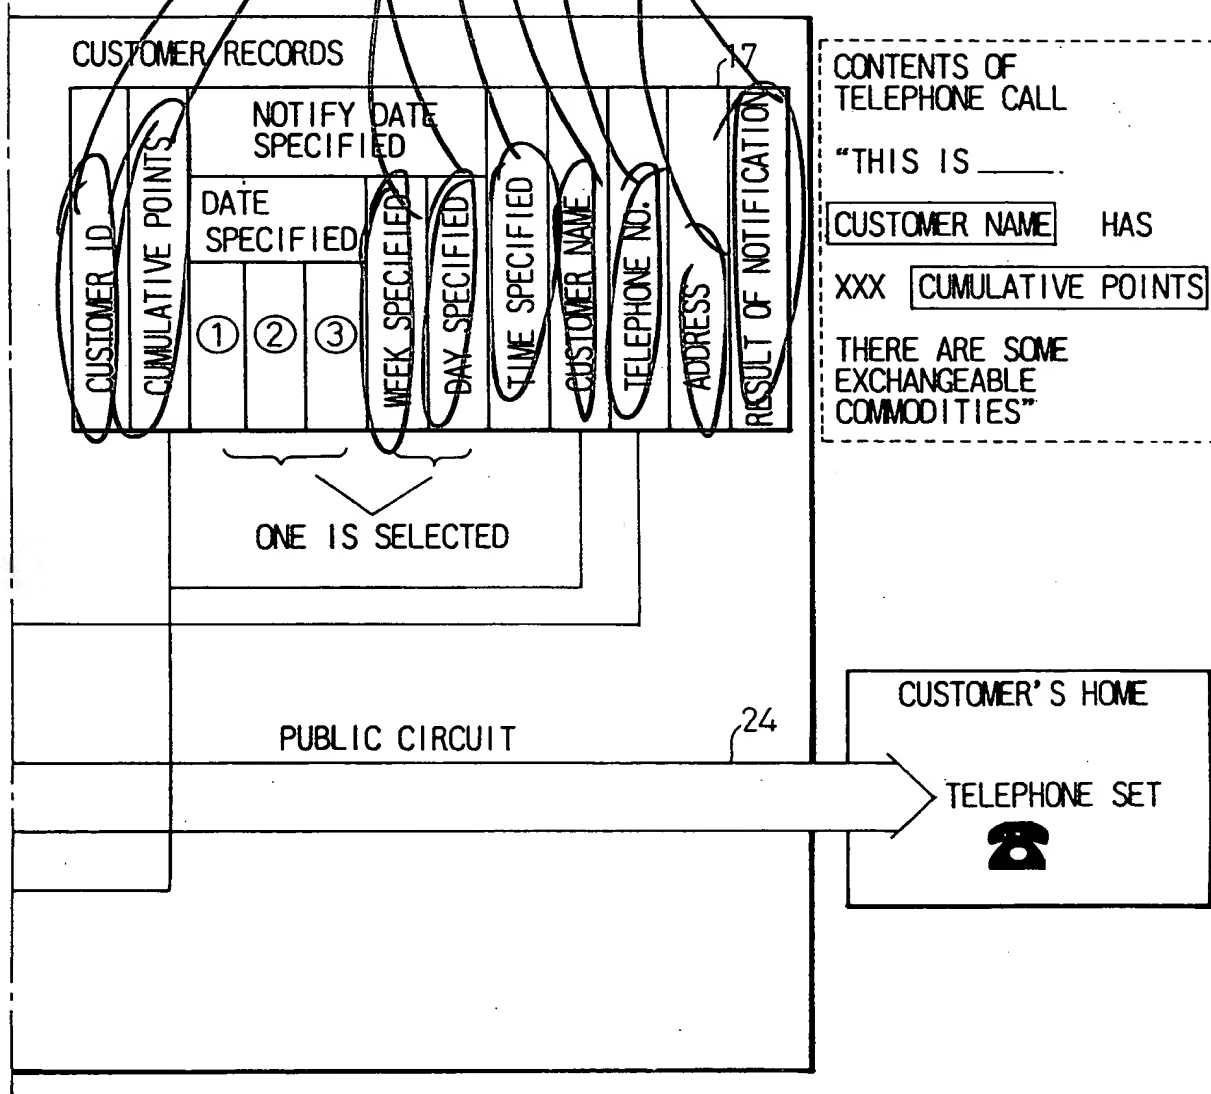 CUSTOMER RECORDS
17
CUSTOMER ID
CUMULATIVE POINTS
NOTIFY DATE
SPECIFIED
DATE
SPECIFIED
① ② ③
WEEK SPECIFIED
DAY SPECIFIED
TIME SPECIFIED
CUSTOMER NAME
TELEPHONE NO.
ADDRESS
RESULT OF NOTIFICATION
ONE IS SELECTED
CONTENTS OF
TELEPHONE CALL
“THIS IS ______.
CUSTOMER NAME HAS
XXX CUMULATIVE POINTS
THERE ARE SOME
EXCHANGEABLE
COMMODITIES”
PUBLIC CIRCUIT
24
CUSTOMER'S HOME
TELEPHONE SET